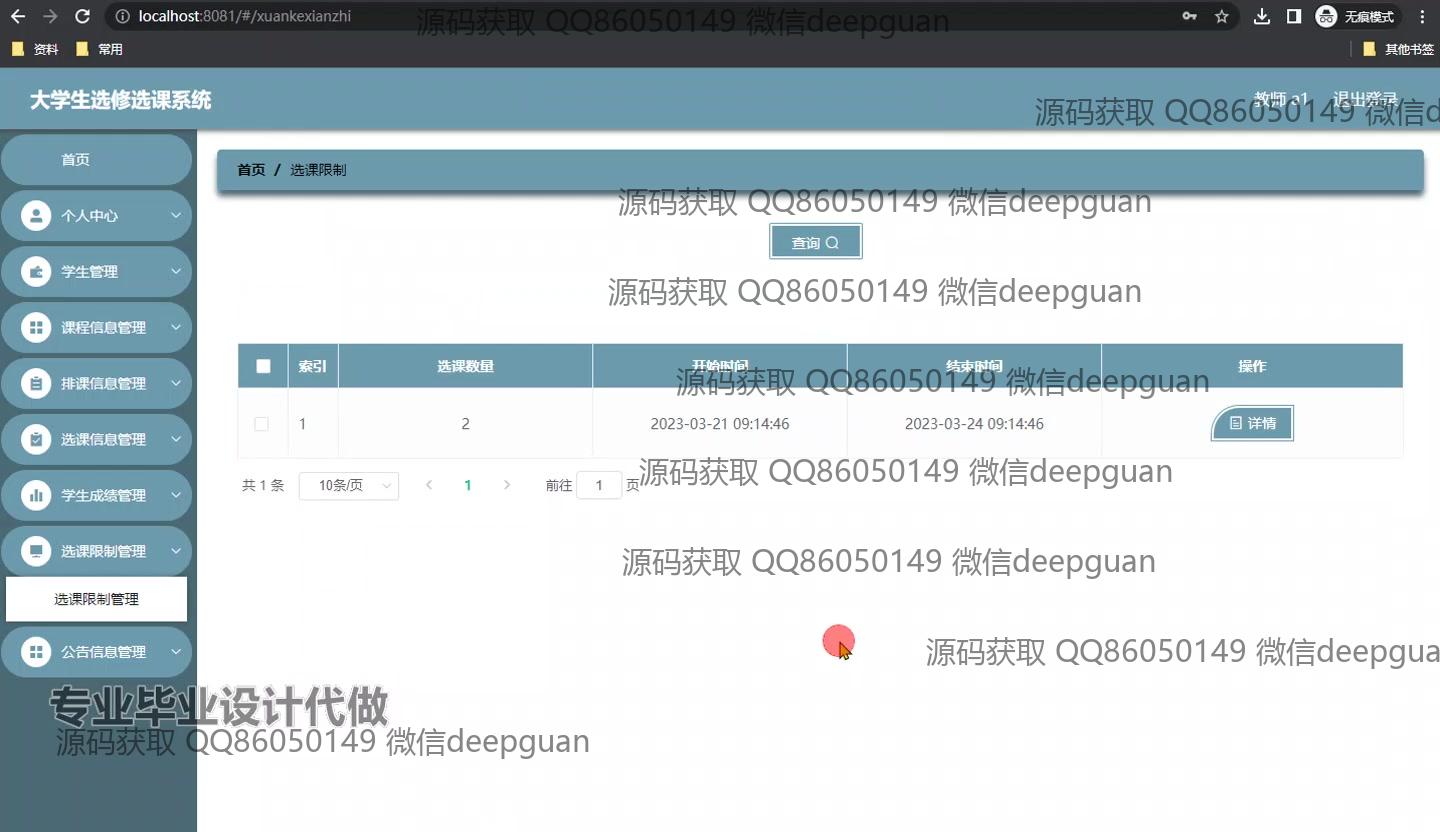 localhost:8081/#/xuankexianzhi
无痕模式
源码获取 QQ86050149 微信deepguan
资料 常用 其他书签
大学生选修选课系统
教师 a1 退出登录
源码获取 QQ86050149 微信d
首页
首页 / 选课限制
源码获取 QQ86050149 微信deepguan
个人中心
查询
学生管理
源码获取 QQ86050149 微信deepguan
课程信息管理
索引 选课数量 开始时间 结束时间 操作
源码获取 QQ86050149 微信deepguan
排课信息管理
1 2 2023-03-21 09:14:46 2023-03-24 09:14:46 详情
选课信息管理
源码获取 QQ86050149 微信deepguan
共 1 条 10条/页 1 前往 1 页
学生成绩管理
选课限制管理
源码获取 QQ86050149 微信deepguan
选课限制管理
公告信息管理
源码获取 QQ86050149 微信deepgua
专业毕业设计代做
源码获取 QQ86050149 微信deepguan